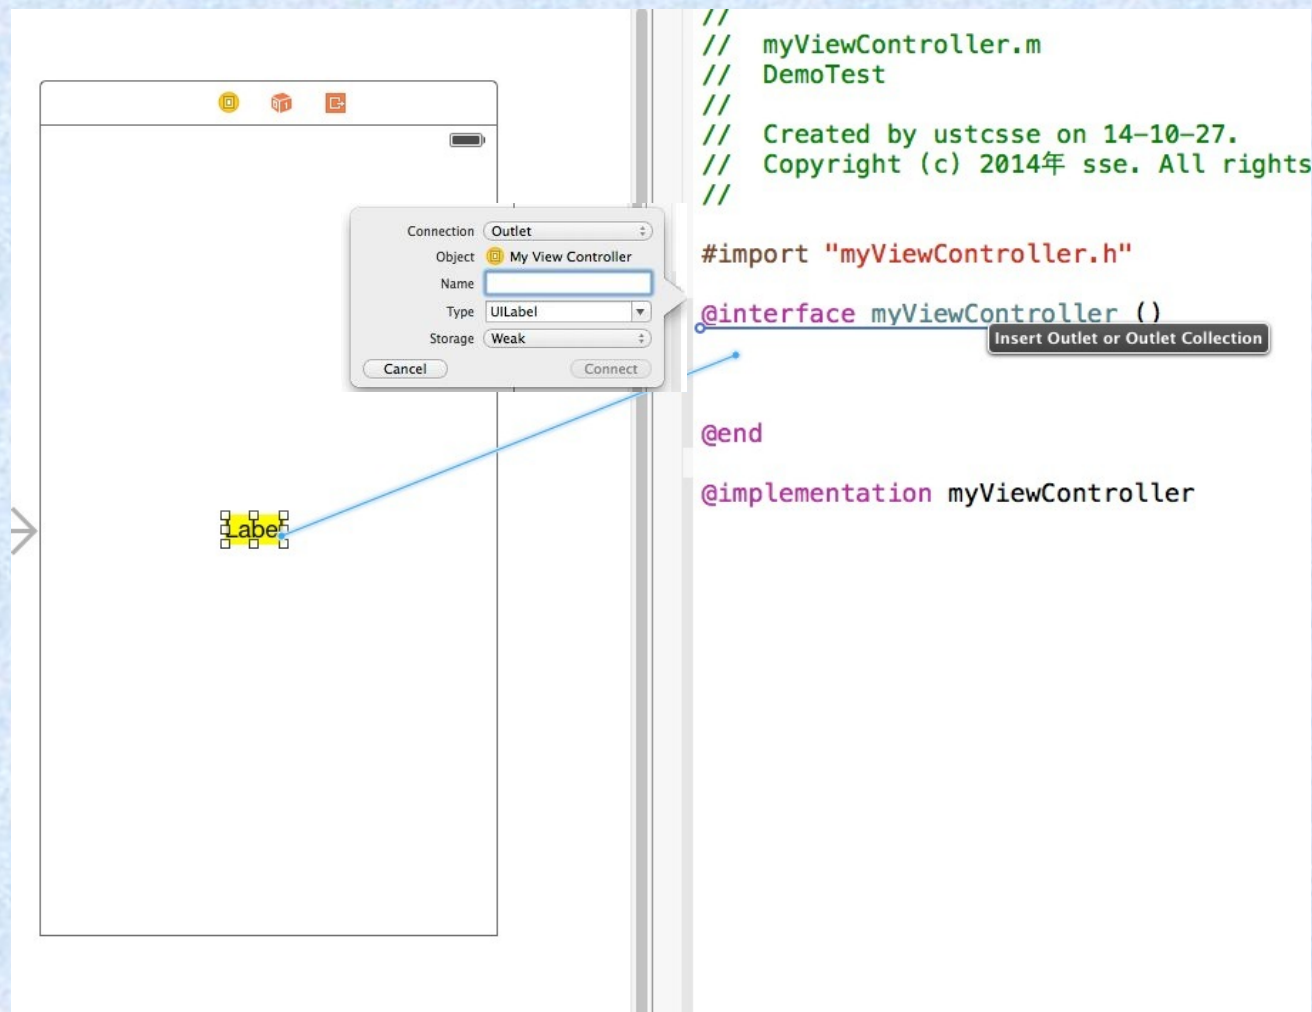 Connection Outlet
Object My View Controller
Name
Type UILabel
Storage Weak
Cancel Connect
Label
//
// myViewController.m
// DemoTest
//
// Created by ustcsse on 14-10-27.
// Copyright (c) 2014年 sse. All rights
//
#import "myViewController.h"
@interface myViewController ()
Insert Outlet or Outlet Collection
@end
@implementation myViewController